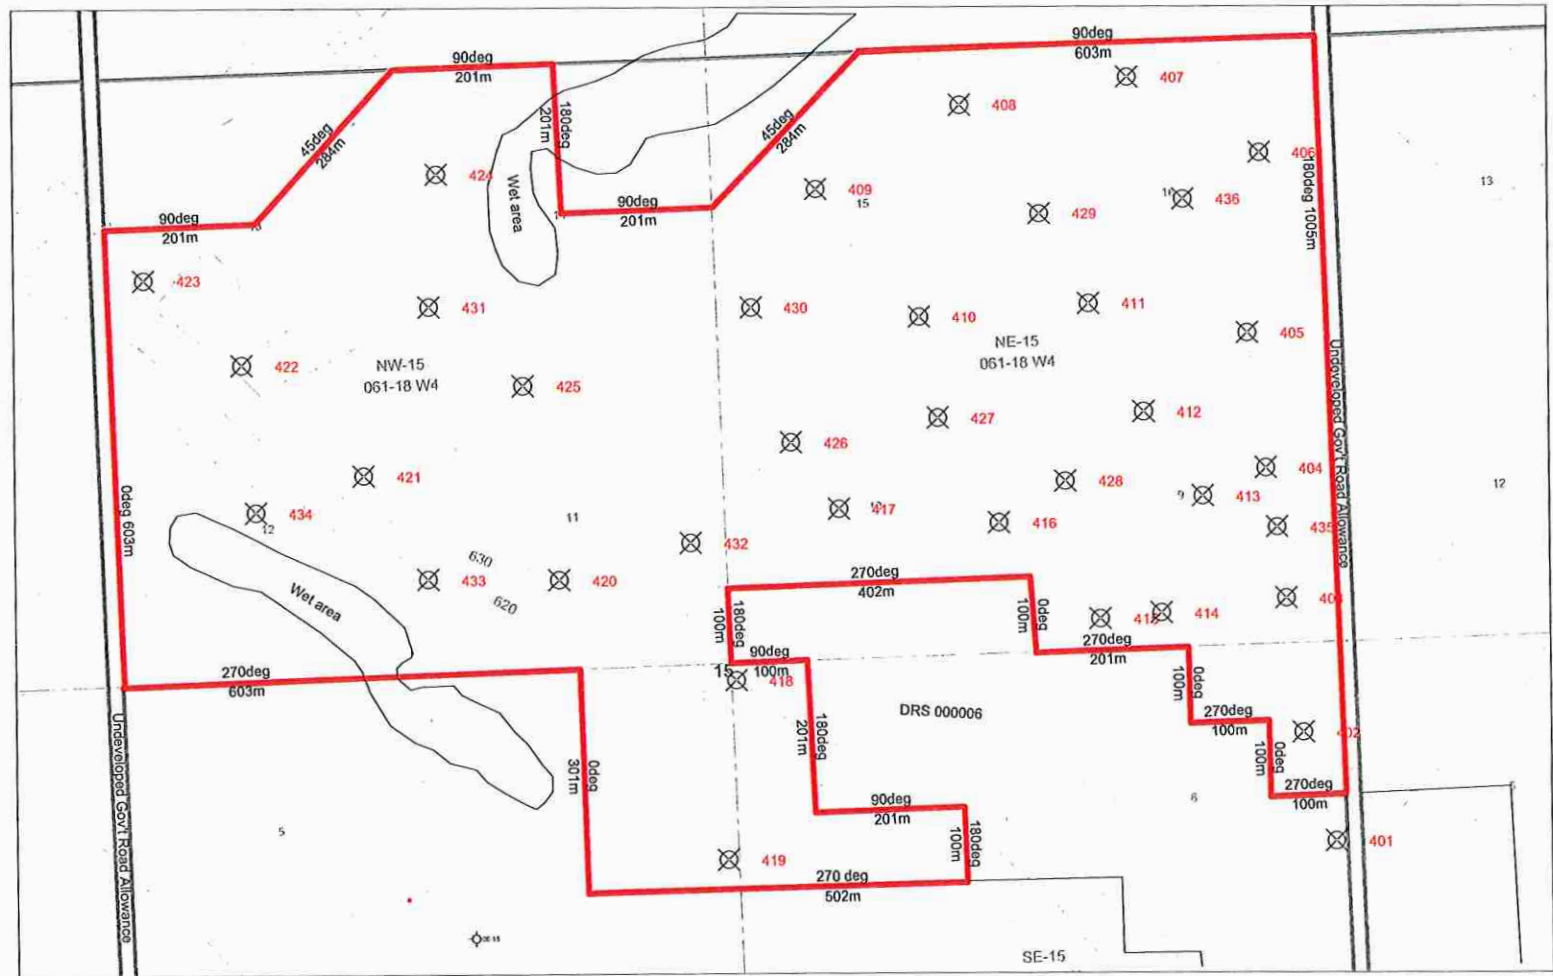 90deg
603m
90deg
201m
407
408
45deg
284m
180deg
201m
45deg
284m
406
424
Wet area
409
15
16
436
13
180deg 1005m
90deg
201m
90deg
201m
429
423
431
430
410
411
405
NE-15
061-18 W4
NW-15
061-18 W4
422
425
412
427
426
Undeveloped Gov't Road Allowance
404
421
428
413
9
12
0deg 603m
434
12
11
417
416
435
432
630
433
420
620
Wet area
270deg
402m
180deg
100m
0deg
100m
414
270deg
201m
90deg
100m
15
418
270deg
603m
0deg
100m
DRS 000006
270deg
100m
180deg
201m
402
0deg
301m
0deg
100m
270deg
100m
Undeveloped Gov't Road Allowance
90deg
201m
6
5
180deg
100m
401
419
270 deg
502m
SE-15